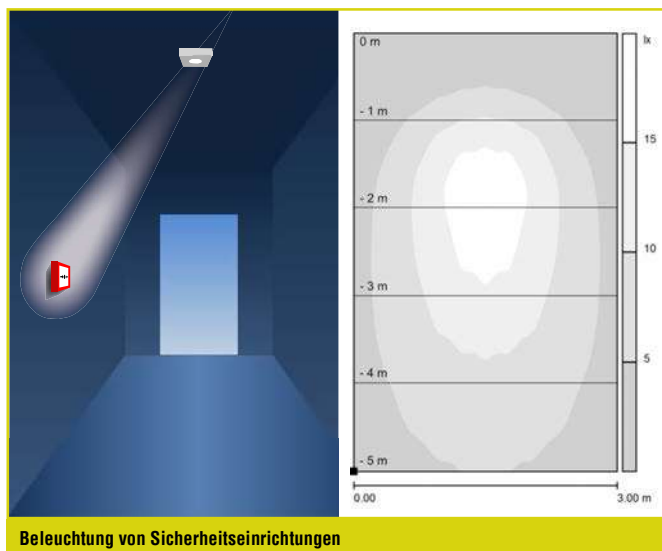 0 m
lx
- 1 m
15
- 2 m
10
- 3 m
5
- 4 m
- 5 m
0.00
3.00 m
Beleuchtung von Sicherheitseinrichtungen